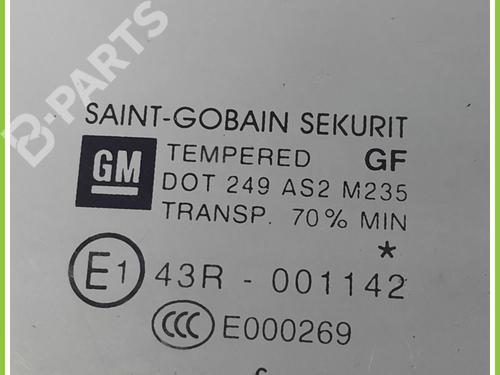 B-PARTS
SAINT-GOBAIN SEKURIT
GM TEMPERED GF
DOT 249 AS2 M235
TRANSP. 70% MIN
*
E1 43R - 001142
CCC E000269